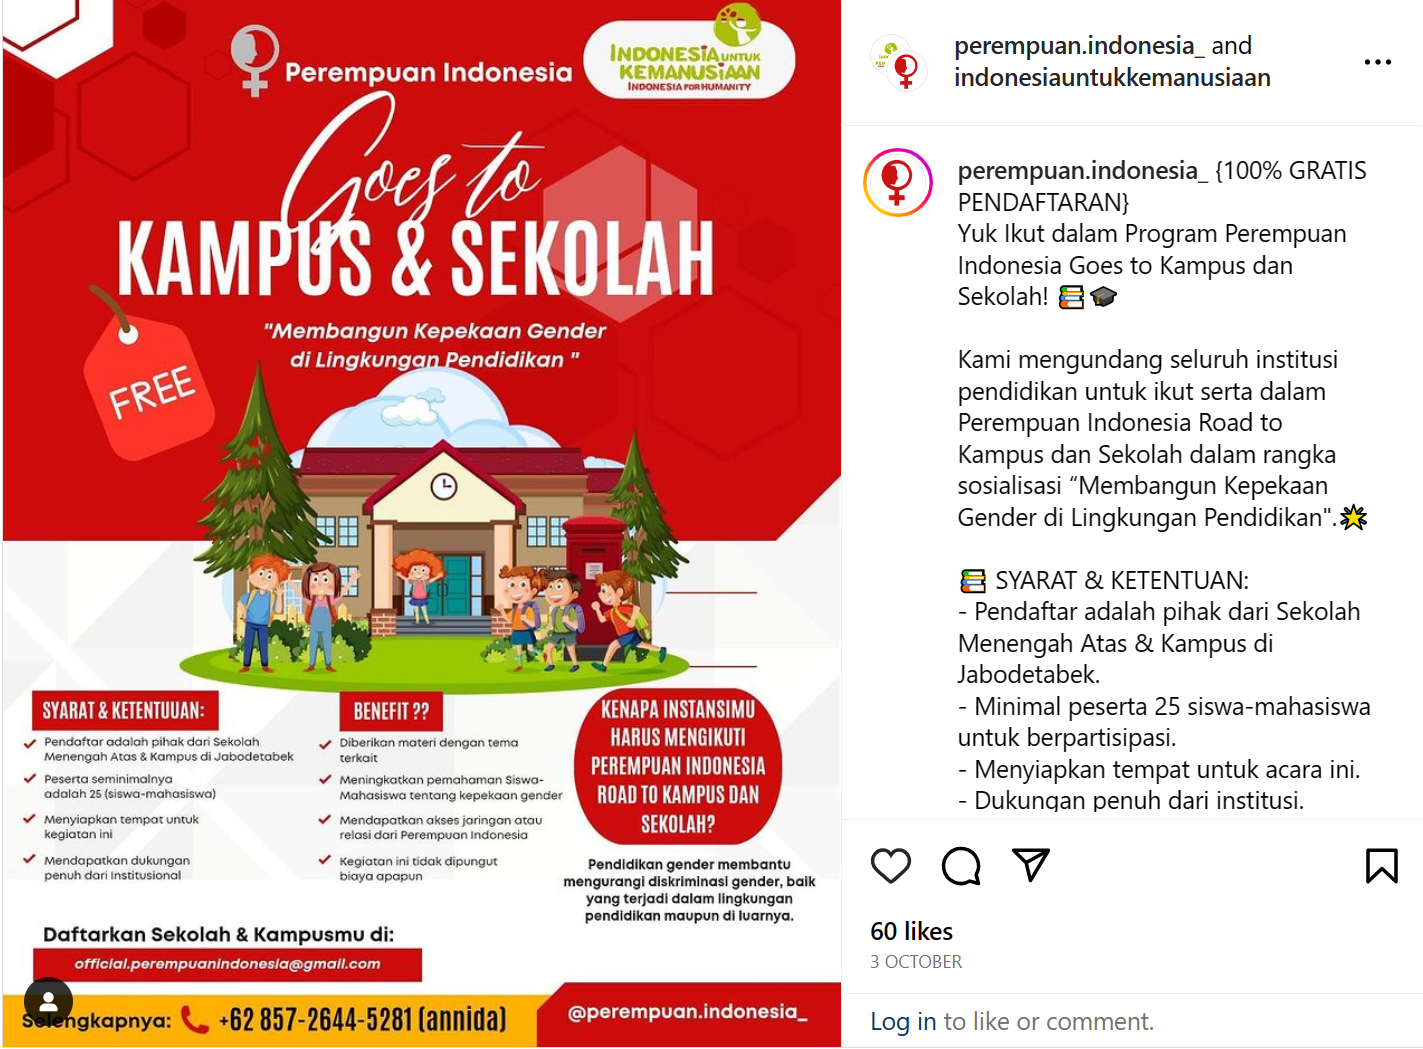 Perempuan Indonesia
INDONESIA UNTUK
KEMANUSIAAN
INDONESIA FOR HUMANITY
Goes to
KAMPUS & SEKOLAH
"Membangun Kepekaan Gender
di Lingkungan Pendidikan "
FREE
SYARAT & KETENTUUAN:
Pendaftar adalah pihak dari Sekolah
Menengah Atas & Kampus di Jabodetabek
Peserta seminimalnya
adalah 25 (siswa-mahasiswa)
Menyiapkan tempat untuk
kegiatan ini
Mendapatkan dukungan
penuh dari Institusional
BENEFIT ??
Diberikan materi dengan tema
terkait
Meningkatkan pemahaman Siswa-
Mahasiswa tentang kepekaan gender
Mendapatkan akses jaringan atau
relasi dari Perempuan Indonesia
Kegiatan ini tidak dipungut
biaya apapun
KENAPA INSTANSIMU
HARUS MENGIKUTI
PEREMPUAN INDONESIA
ROAD TO KAMPUS DAN
SEKOLAH?
Pendidikan gender membantu
mengurangi diskriminasi gender, baik
yang terjadi dalam lingkungan
pendidikan maupun di luarnya.
Daftarkan Sekolah & Kampusmu di:
official.perempuanindonesia@gmail.com
Selengkapnya: +62 857-2644-5281 (annida)
@perempuan.indonesia_
perempuan.indonesia_ and
indonesiauntukkemanusiaan
perempuan.indonesia_ {100% GRATIS
PENDAFTARAN}
Yuk Ikut dalam Program Perempuan
Indonesia Goes to Kampus dan
Sekolah! 📚🎓
Kami mengundang seluruh institusi
pendidikan untuk ikut serta dalam
Perempuan Indonesia Road to
Kampus dan Sekolah dalam rangka
sosialisasi “Membangun Kepekaan
Gender di Lingkungan Pendidikan".🌟
📚 SYARAT & KETENTUAN:
- Pendaftar adalah pihak dari Sekolah
Menengah Atas & Kampus di
Jabodetabek.
- Minimal peserta 25 siswa-mahasiswa
untuk berpartisipasi.
- Menyiapkan tempat untuk acara ini.
- Dukungan penuh dari institusi.
60 likes
3 OCTOBER
Log in to like or comment.